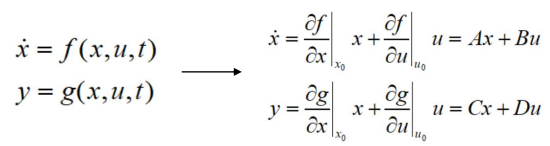 ẋ = f(x,u,t)
y = g(x,u,t)
ẋ = ∂f/∂x|x₀ x + ∂f/∂u|u₀ u = Ax + Bu
y = ∂g/∂x|x₀ x + ∂g/∂u|u₀ u = Cx + Du